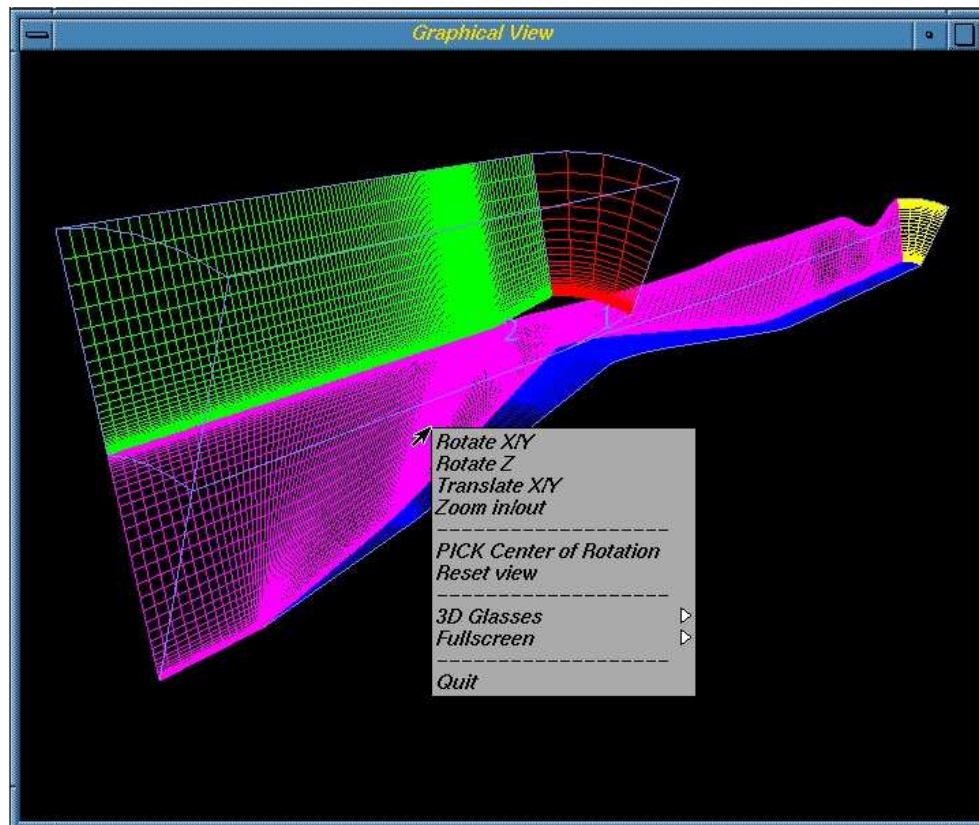 Graphical View
2 1
Rotate X/Y
Rotate Z
Translate X/Y
Zoom in/out
---------------------
PICK Center of Rotation
Reset view
---------------------
3D Glasses
Fullscreen
---------------------
Quit